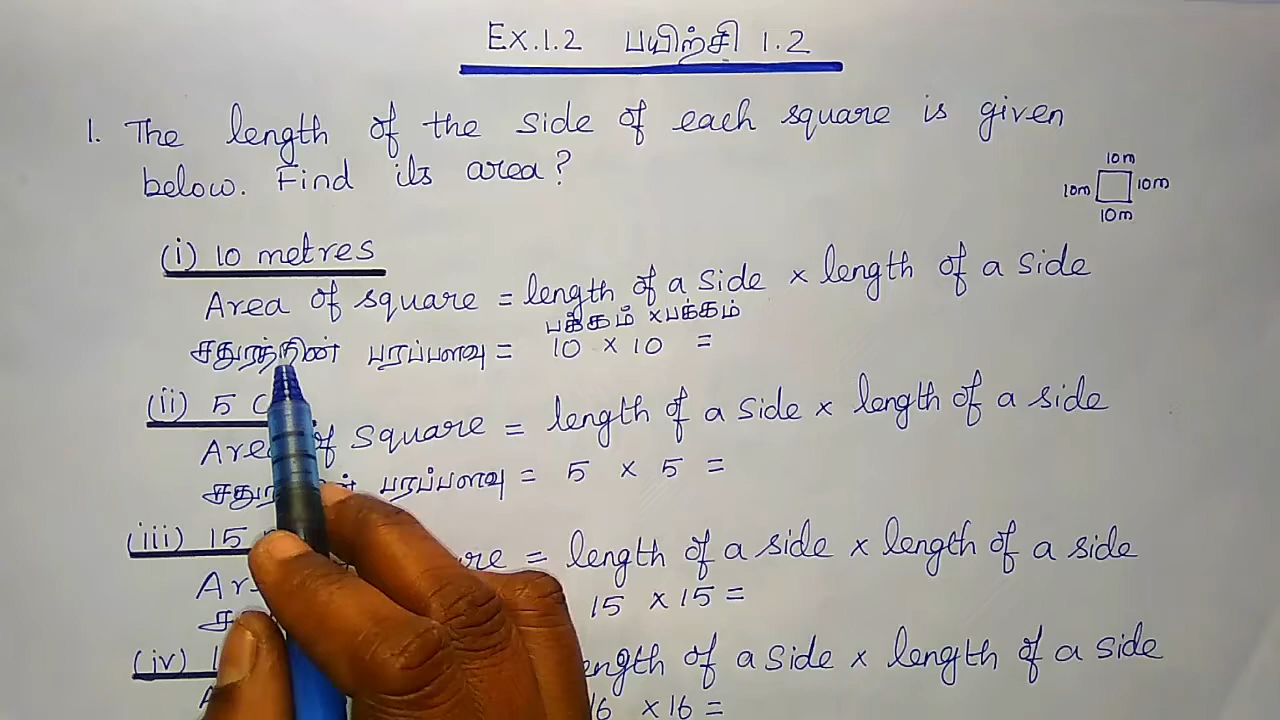 Ex.1.2 பயிற்சி 1.2
1. The length of the side of each square is given
below. Find its area?
10m
10m 10m
10m
(i) 10 metres
Area of square = length of a side × length of a side
பக்கம் × பக்கம்
சதுரத்தின் பரப்பளவு = 10 × 10 =
(ii) 5
of square = length of a side × length of a side
பரப்பளவு = 5 × 5 =
(iii) 15
= length of a side × length of a side
15 × 15 =
(iv)
length of a side × length of a side
16 × 16 =